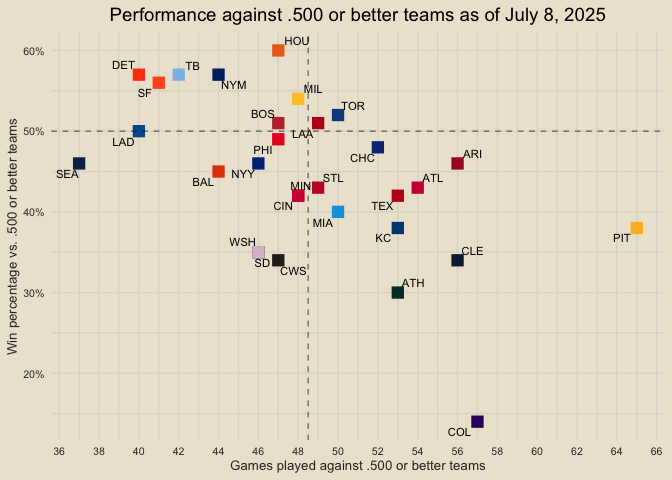 Performance against .500 or better teams as of July 8, 2025
Win percentage vs. .500 or better teams
60%
50%
40%
30%
20%
HOU
DET
TB
SF
NYM
MIL
TOR
BOS
LAA
LAD
PHI
CHC
SEA
BAL
NYY
ARI
MIN
STL
ATL
CIN
TEX
MIA
KC
PIT
WSH
SD
CWS
CLE
ATH
COL
36 38 40 42 44 46 48 50 52 54 56 58 60 62 64 66
Games played against .500 or better teams